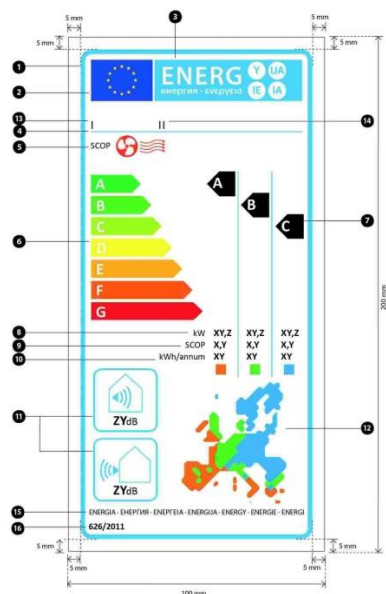 5 mm 5 mm
3
5 mm 5 mm
1
2
ENERG Y UA
енергия · ενεργεια IE IA
13 14
I II
4
5 SCOP
A A
B B
C C 7
6 D
E
F
G
200 mm
8 kW XY,Z XY,Z XY,Z
9 SCOP X,Y X,Y X,Y
10 kWh/annum XY XY XY
11
ZYdB
12
ZYdB
15 ENERGIA · ЕНЕРГИЯ · ΕΝΕΡΓΕΙΑ · ENERGIJA · ENERGY · ENERGIE · ENERGI
16 626/2011
5 mm 5 mm
5 mm 5 mm
100 mm